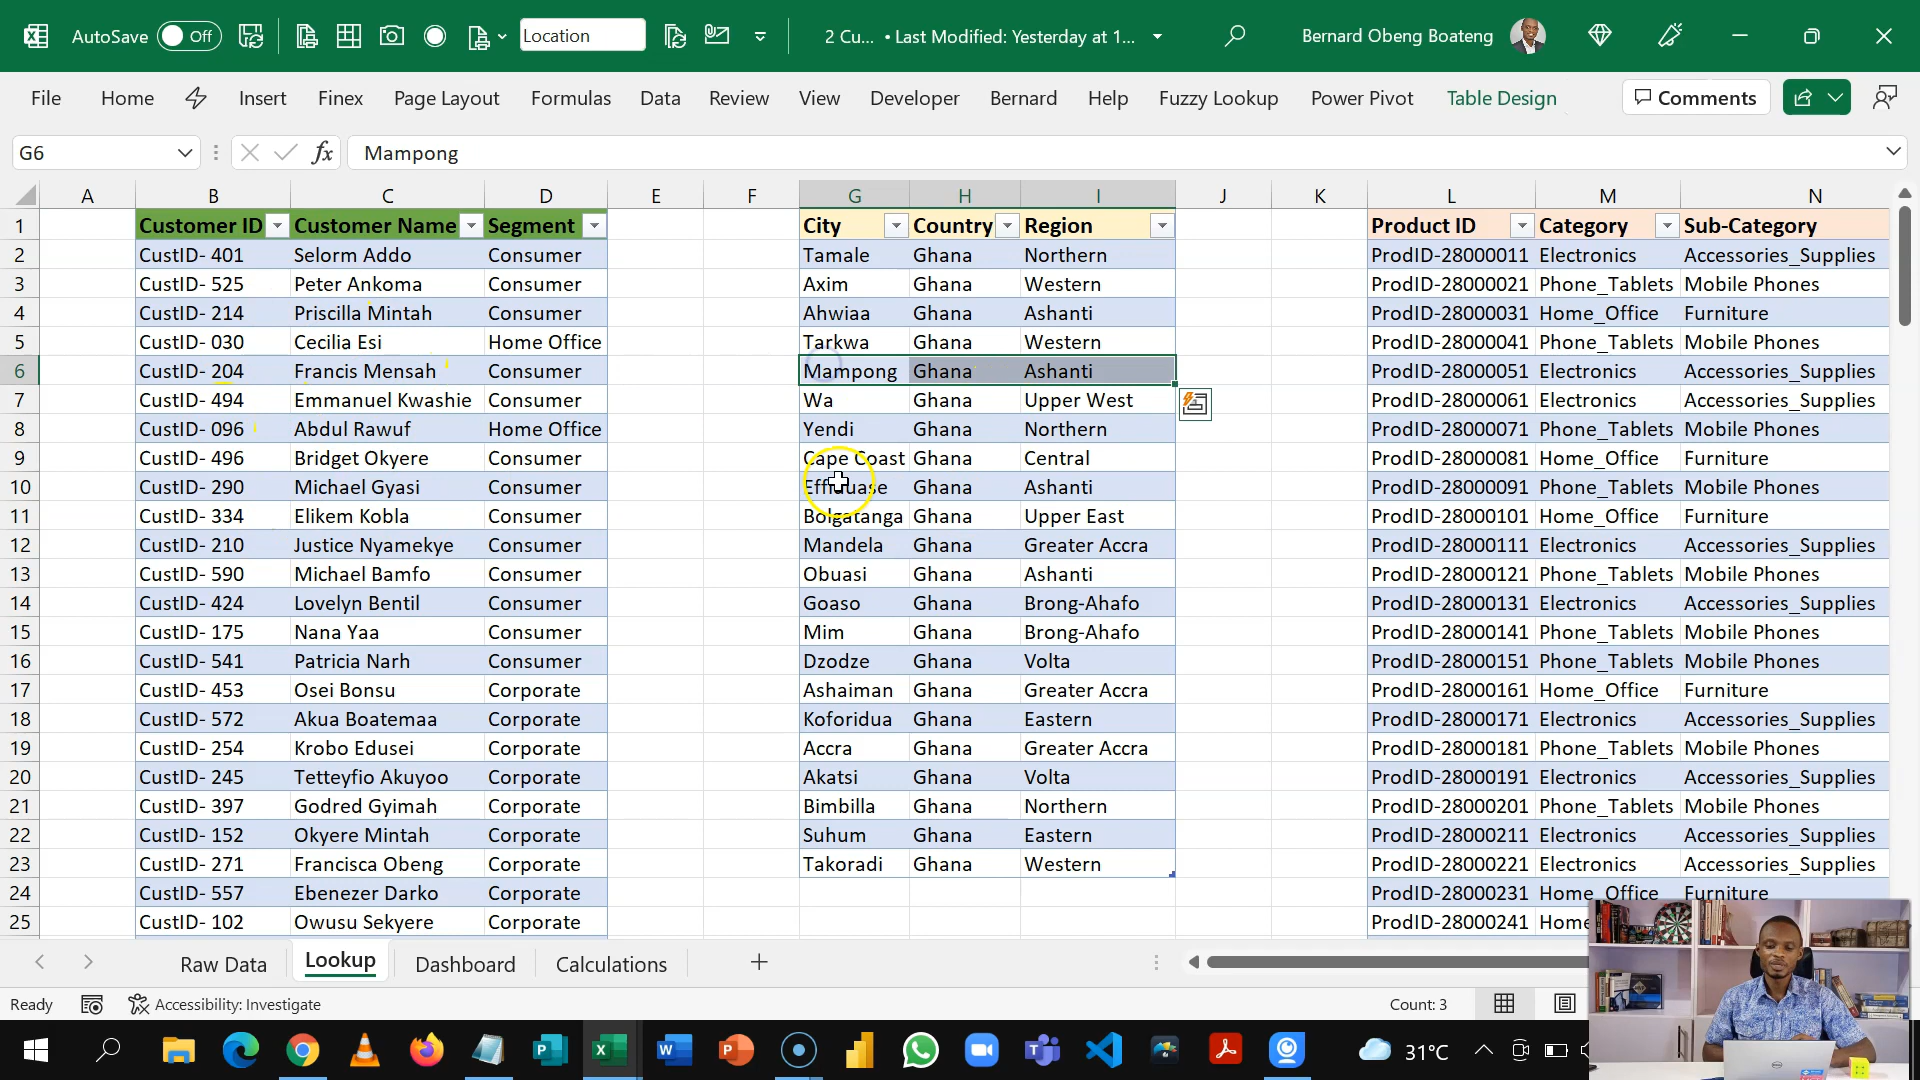 AutoSave Off Location 2 Cu... • Last Modified: Yesterday at 1... Bernard Obeng Boateng
File Home Insert Finex Page Layout Formulas Data Review View Developer Bernard Help Fuzzy Lookup Power Pivot Table Design Comments
G6 fx Mampong
A B C D E F G H I J K L M N
1 Customer ID Customer Name Segment City Country Region Product ID Category Sub-Category
2 CustID- 401 Selorm Addo Consumer Tamale Ghana Northern ProdID-28000011 Electronics Accessories_Supplies
3 CustID- 525 Peter Ankoma Consumer Axim Ghana Western ProdID-28000021 Phone_Tablets Mobile Phones
4 CustID- 214 Priscilla Mintah Consumer Ahwiaa Ghana Ashanti ProdID-28000031 Home_Office Furniture
5 CustID- 030 Cecilia Esi Home Office Tarkwa Ghana Western ProdID-28000041 Phone_Tablets Mobile Phones
6 CustID- 204 Francis Mensah Consumer Mampong Ghana Ashanti ProdID-28000051 Electronics Accessories_Supplies
7 CustID- 494 Emmanuel Kwashie Consumer Wa Ghana Upper West ProdID-28000061 Electronics Accessories_Supplies
8 CustID- 096 Abdul Rawuf Home Office Yendi Ghana Northern ProdID-28000071 Phone_Tablets Mobile Phones
9 CustID- 496 Bridget Okyere Consumer Cape Coast Ghana Central ProdID-28000081 Home_Office Furniture
10 CustID- 290 Michael Gyasi Consumer Ghana Ashanti ProdID-28000091 Phone_Tablets Mobile Phones
11 CustID- 334 Elikem Kobla Consumer Bolgatanga Ghana Upper East ProdID-28000101 Home_Office Furniture
12 CustID- 210 Justice Nyamekye Consumer Mandela Ghana Greater Accra ProdID-28000111 Electronics Accessories_Supplies
13 CustID- 590 Michael Bamfo Consumer Obuasi Ghana Ashanti ProdID-28000121 Phone_Tablets Mobile Phones
14 CustID- 424 Lovelyn Bentil Consumer Goaso Ghana Brong-Ahafo ProdID-28000131 Electronics Accessories_Supplies
15 CustID- 175 Nana Yaa Consumer Mim Ghana Brong-Ahafo ProdID-28000141 Phone_Tablets Mobile Phones
16 CustID- 541 Patricia Narh Consumer Dzodze Ghana Volta ProdID-28000151 Phone_Tablets Mobile Phones
17 CustID- 453 Osei Bonsu Corporate Ashaiman Ghana Greater Accra ProdID-28000161 Home_Office Furniture
18 CustID- 572 Akua Boatemaa Corporate Koforidua Ghana Eastern ProdID-28000171 Electronics Accessories_Supplies
19 CustID- 254 Krobo Edusei Corporate Accra Ghana Greater Accra ProdID-28000181 Phone_Tablets Mobile Phones
20 CustID- 245 Tetteyfio Akuyoo Corporate Akatsi Ghana Volta ProdID-28000191 Electronics Accessories_Supplies
21 CustID- 397 Godred Gyimah Corporate Bimbilla Ghana Northern ProdID-28000201 Phone_Tablets Mobile Phones
22 CustID- 152 Okyere Mintah Corporate Suhum Ghana Eastern ProdID-28000211 Electronics Accessories_Supplies
23 CustID- 271 Francisca Obeng Corporate Takoradi Ghana Western ProdID-28000221 Electronics Accessories_Supplies
24 CustID- 557 Ebenezer Darko Corporate ProdID-28000231 Home_Office Furniture
25 CustID- 102 Owusu Sekyere Corporate ProdID-28000241 Home
Raw Data Lookup Dashboard Calculations
Ready Accessibility: Investigate Count: 3
31°C